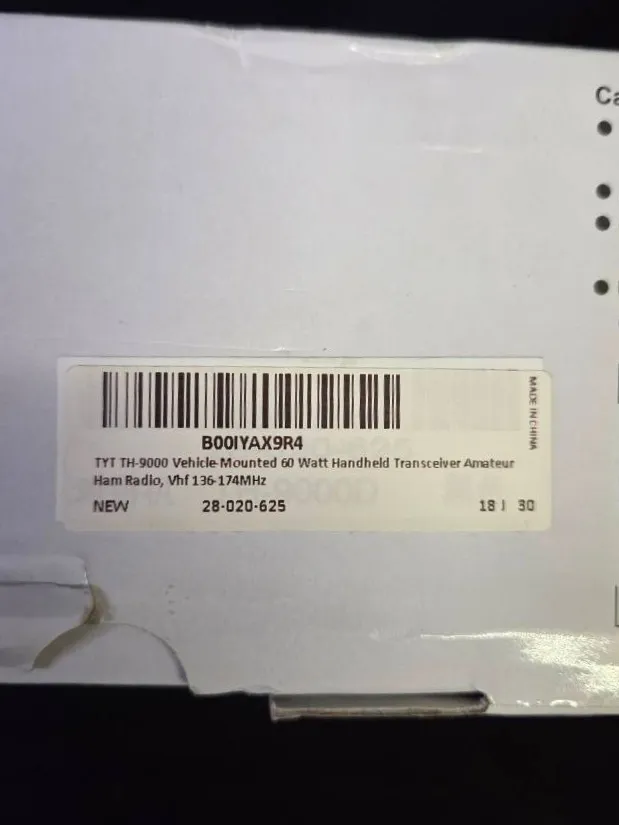 Ca
B00IYAX9R4
MADE IN CHINA
TYT TH-9000 Vehicle-Mounted 60 Watt Handheld Transceiver Amateur
Ham Radio, Vhf 136-174MHz
NEW 28-020-625 18 J 30